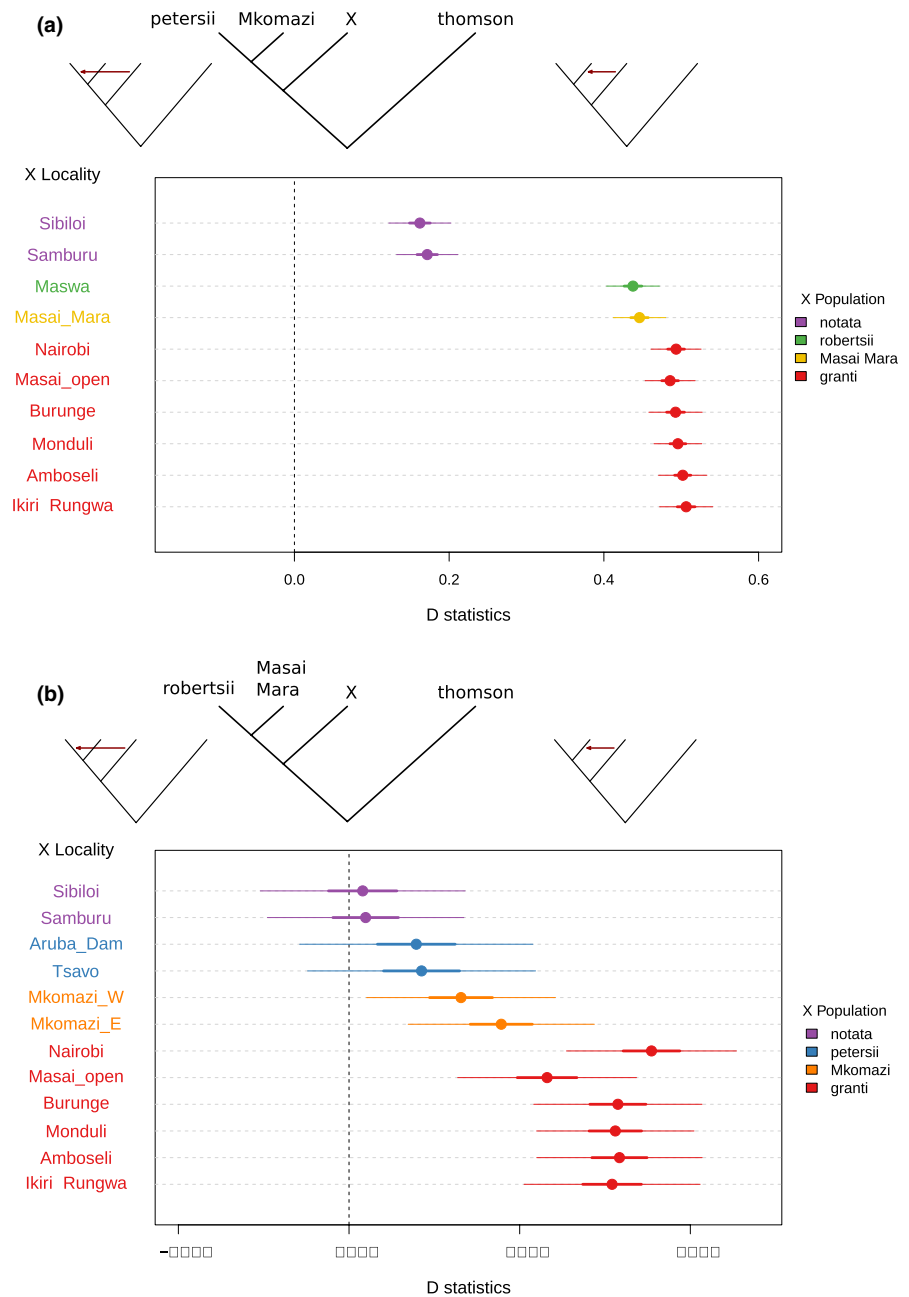 (a)
petersii Mkomazi X thomson
X Locality
Sibiloi
Samburu
Maswa
Masai_Mara
Nairobi
Masai_open
Burunge
Monduli
Amboseli
Ikiri Rungwa
X Population
notata
robertsii
Masai Mara
granti
0.0 0.2 0.4 0.6
D statistics
(b)
Masai
robertsii Mara X thomson
X Locality
Sibiloi
Samburu
Aruba_Dam
Tsavo
Mkomazi_W
Mkomazi_E
Nairobi
Masai_open
Burunge
Monduli
Amboseli
Ikiri Rungwa
X Population
notata
petersii
Mkomazi
granti
D statistics